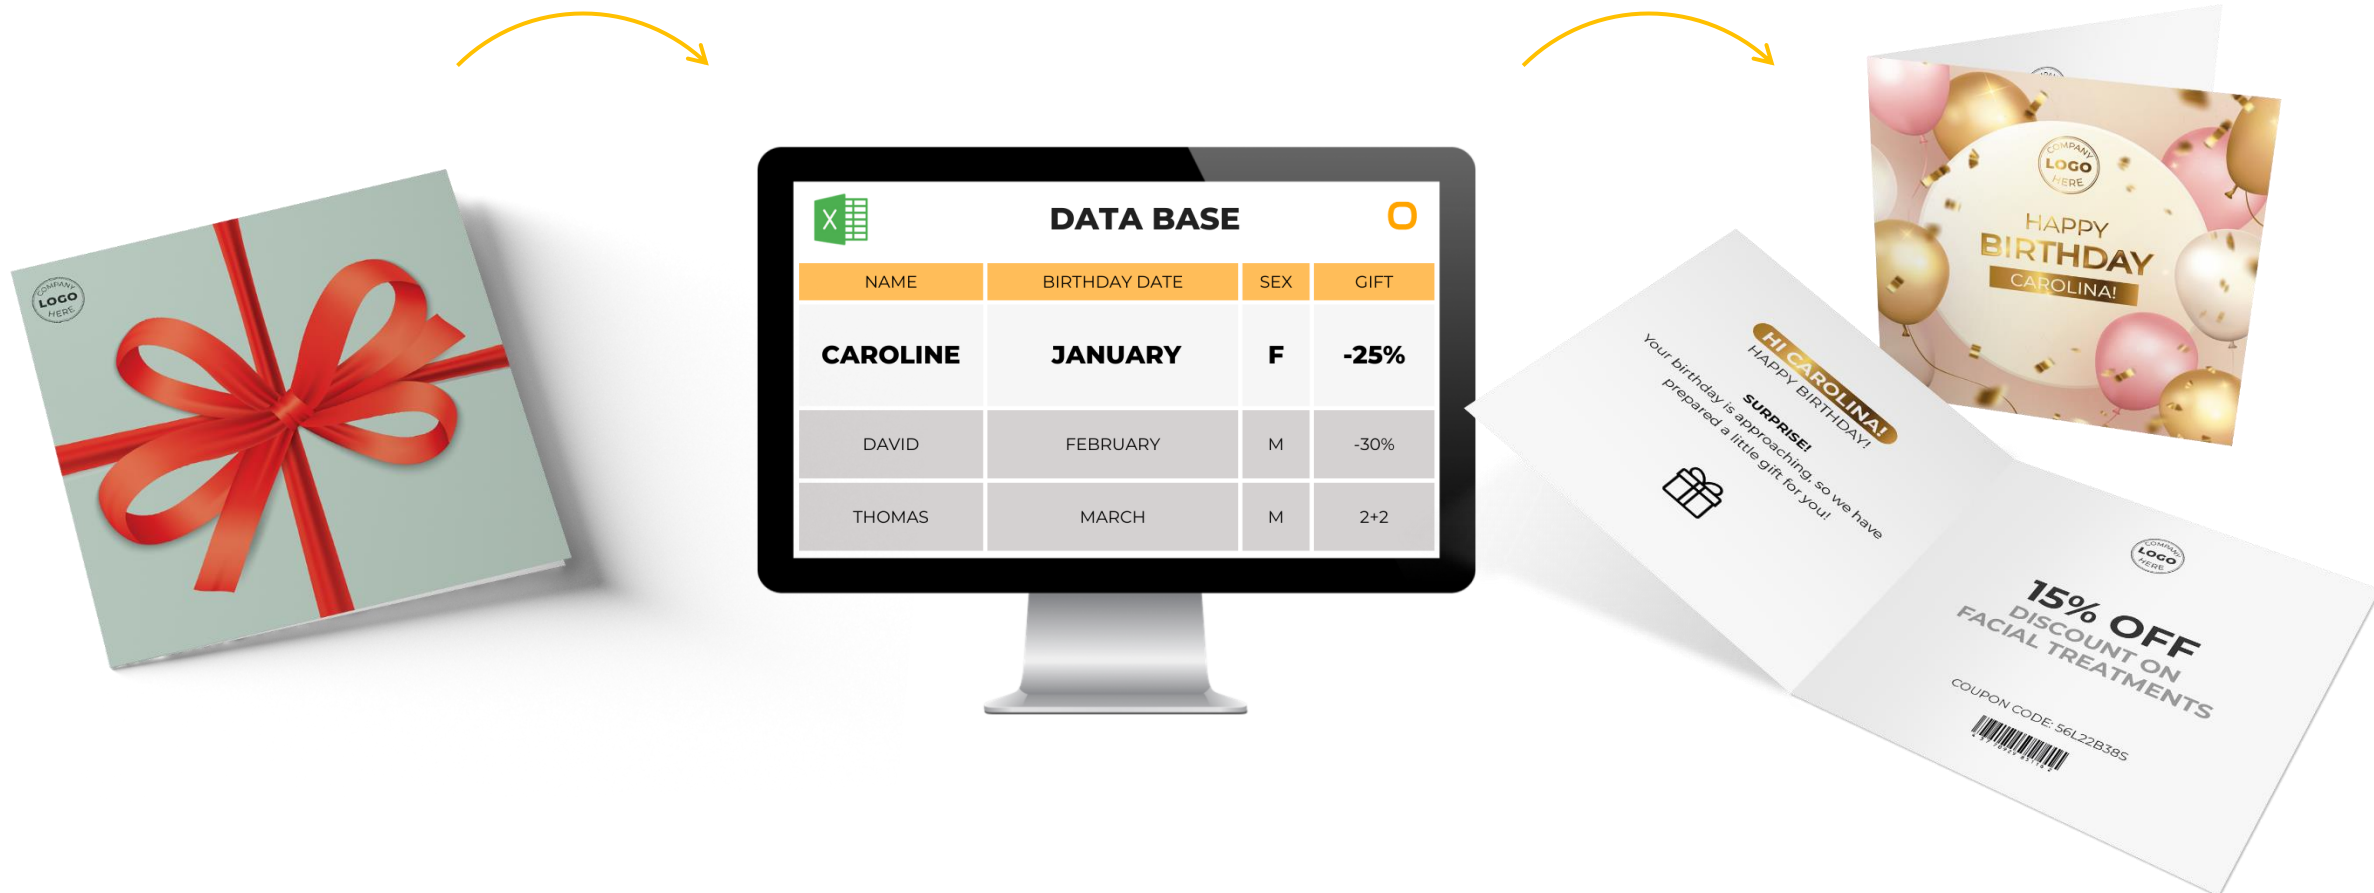 COMPANY
LOGO
HERE
X
DATA BASE
NAME BIRTHDAY DATE SEX GIFT
CAROLINE JANUARY F -25%
DAVID FEBRUARY M -30%
THOMAS MARCH M 2+2
COMPANY
LOGO
HERE
HAPPY
BIRTHDAY
CAROLINA!
HI CAROLINA!
HAPPY BIRTHDAY!
SURPRISE!
Your birthday is approaching, so we have
prepared a little gift for you!
COMPANY
LOGO
HERE
15% OFF
DISCOUNT ON
FACIAL TREATMENTS
COUPON CODE: 56L22B38S